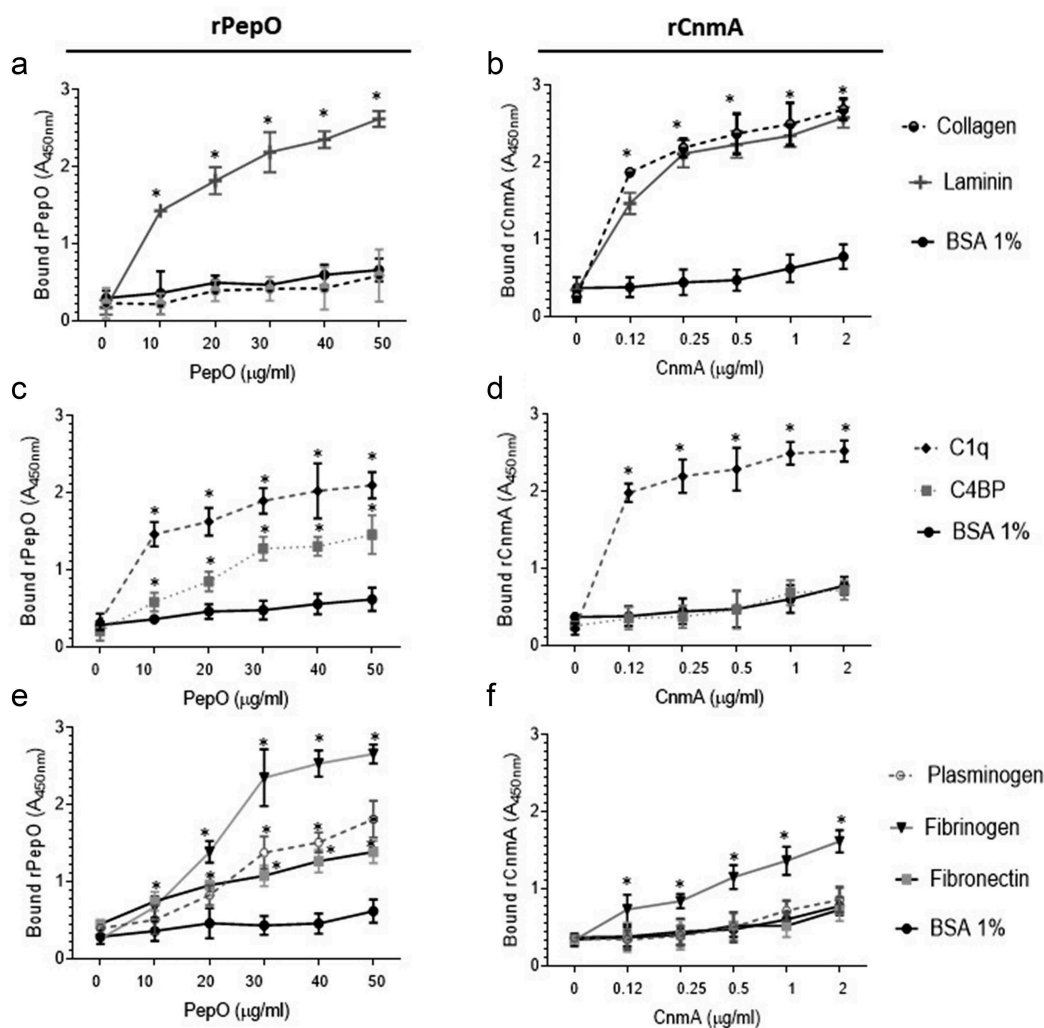 rPepO
rCnmA
a
b
3
2
1
0
Bound rPepO (A450nm)
* * * * *
0 10 20 30 40 50
PepO (µg/ml)
3
2
1
0
Bound rCnmA (A450nm)
* * * * *
0 0.12 0.25 0.5 1 2
CnmA (µg/ml)
Collagen
Laminin
BSA 1%
c
d
3
2
1
0
Bound rPepO (A450nm)
* * * * *
* * * * *
0 10 20 30 40 50
PepO (µg/ml)
3
2
1
0
Bound rCnmA (A450nm)
* * * * *
0 0.12 0.25 0.5 1 2
CnmA (µg/ml)
C1q
C4BP
BSA 1%
e
f
3
2
1
0
Bound rPepO (A450nm)
* * * *
* * * * *
* * *
0 10 20 30 40 50
PepO (µg/ml)
3
2
1
0
Bound rCnmA (A450nm)
* * * * *
0 0.12 0.25 0.5 1 2
CnmA (µg/ml)
Plasminogen
Fibrinogen
Fibronectin
BSA 1%